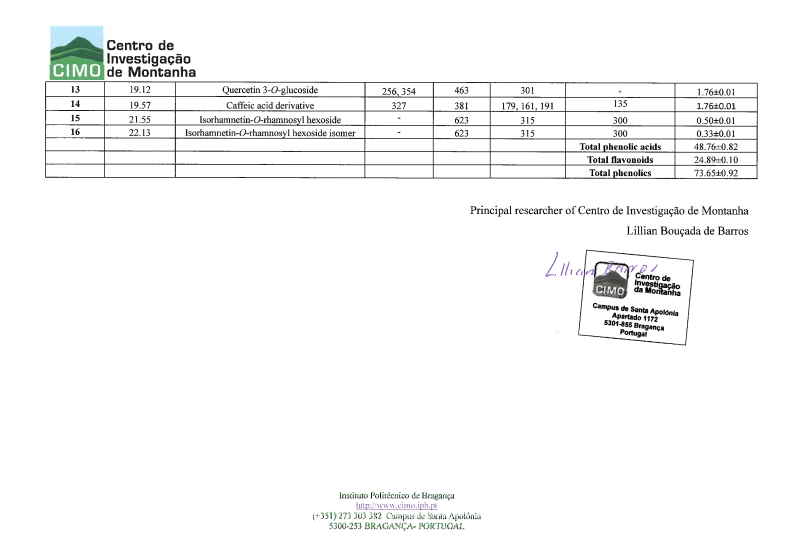 CIMO
Centro de
Investigação
de Montanha
13 19.12 Quercetin 3-O-glucoside 256, 354 463 301 - 1.76±0.01
14 19.57 Caffeic acid derivative 327 381 179, 161, 191 135 1.76±0.01
15 21.55 Isorhamnetin-O-rhamnosyl hexoside - 623 315 300 0.50±0.01
16 22.13 Isorhamnetin-O-rhamnosyl hexoside isomer - 623 315 300 0.33±0.01
Total phenolic acids 48.76±0.82
Total flavonoids 24.89±0.10
Total phenolics 73.65±0.92
Principal researcher of Centro de Investigação de Montanha
Lillian Bouçada de Barros
Lillian Barros
CIMO
Centro de
Investigação
da Montanha
Campus de Santa Apolónia
Apartado 1172
5301-855 Bragança
Portugal
Instituto Politécnico de Bragança
http://www.cimo.ipb.pt
(+351) 273 303 382 Campus de Santa Apolónia
5300-253 BRAGANÇA- PORTUGAL